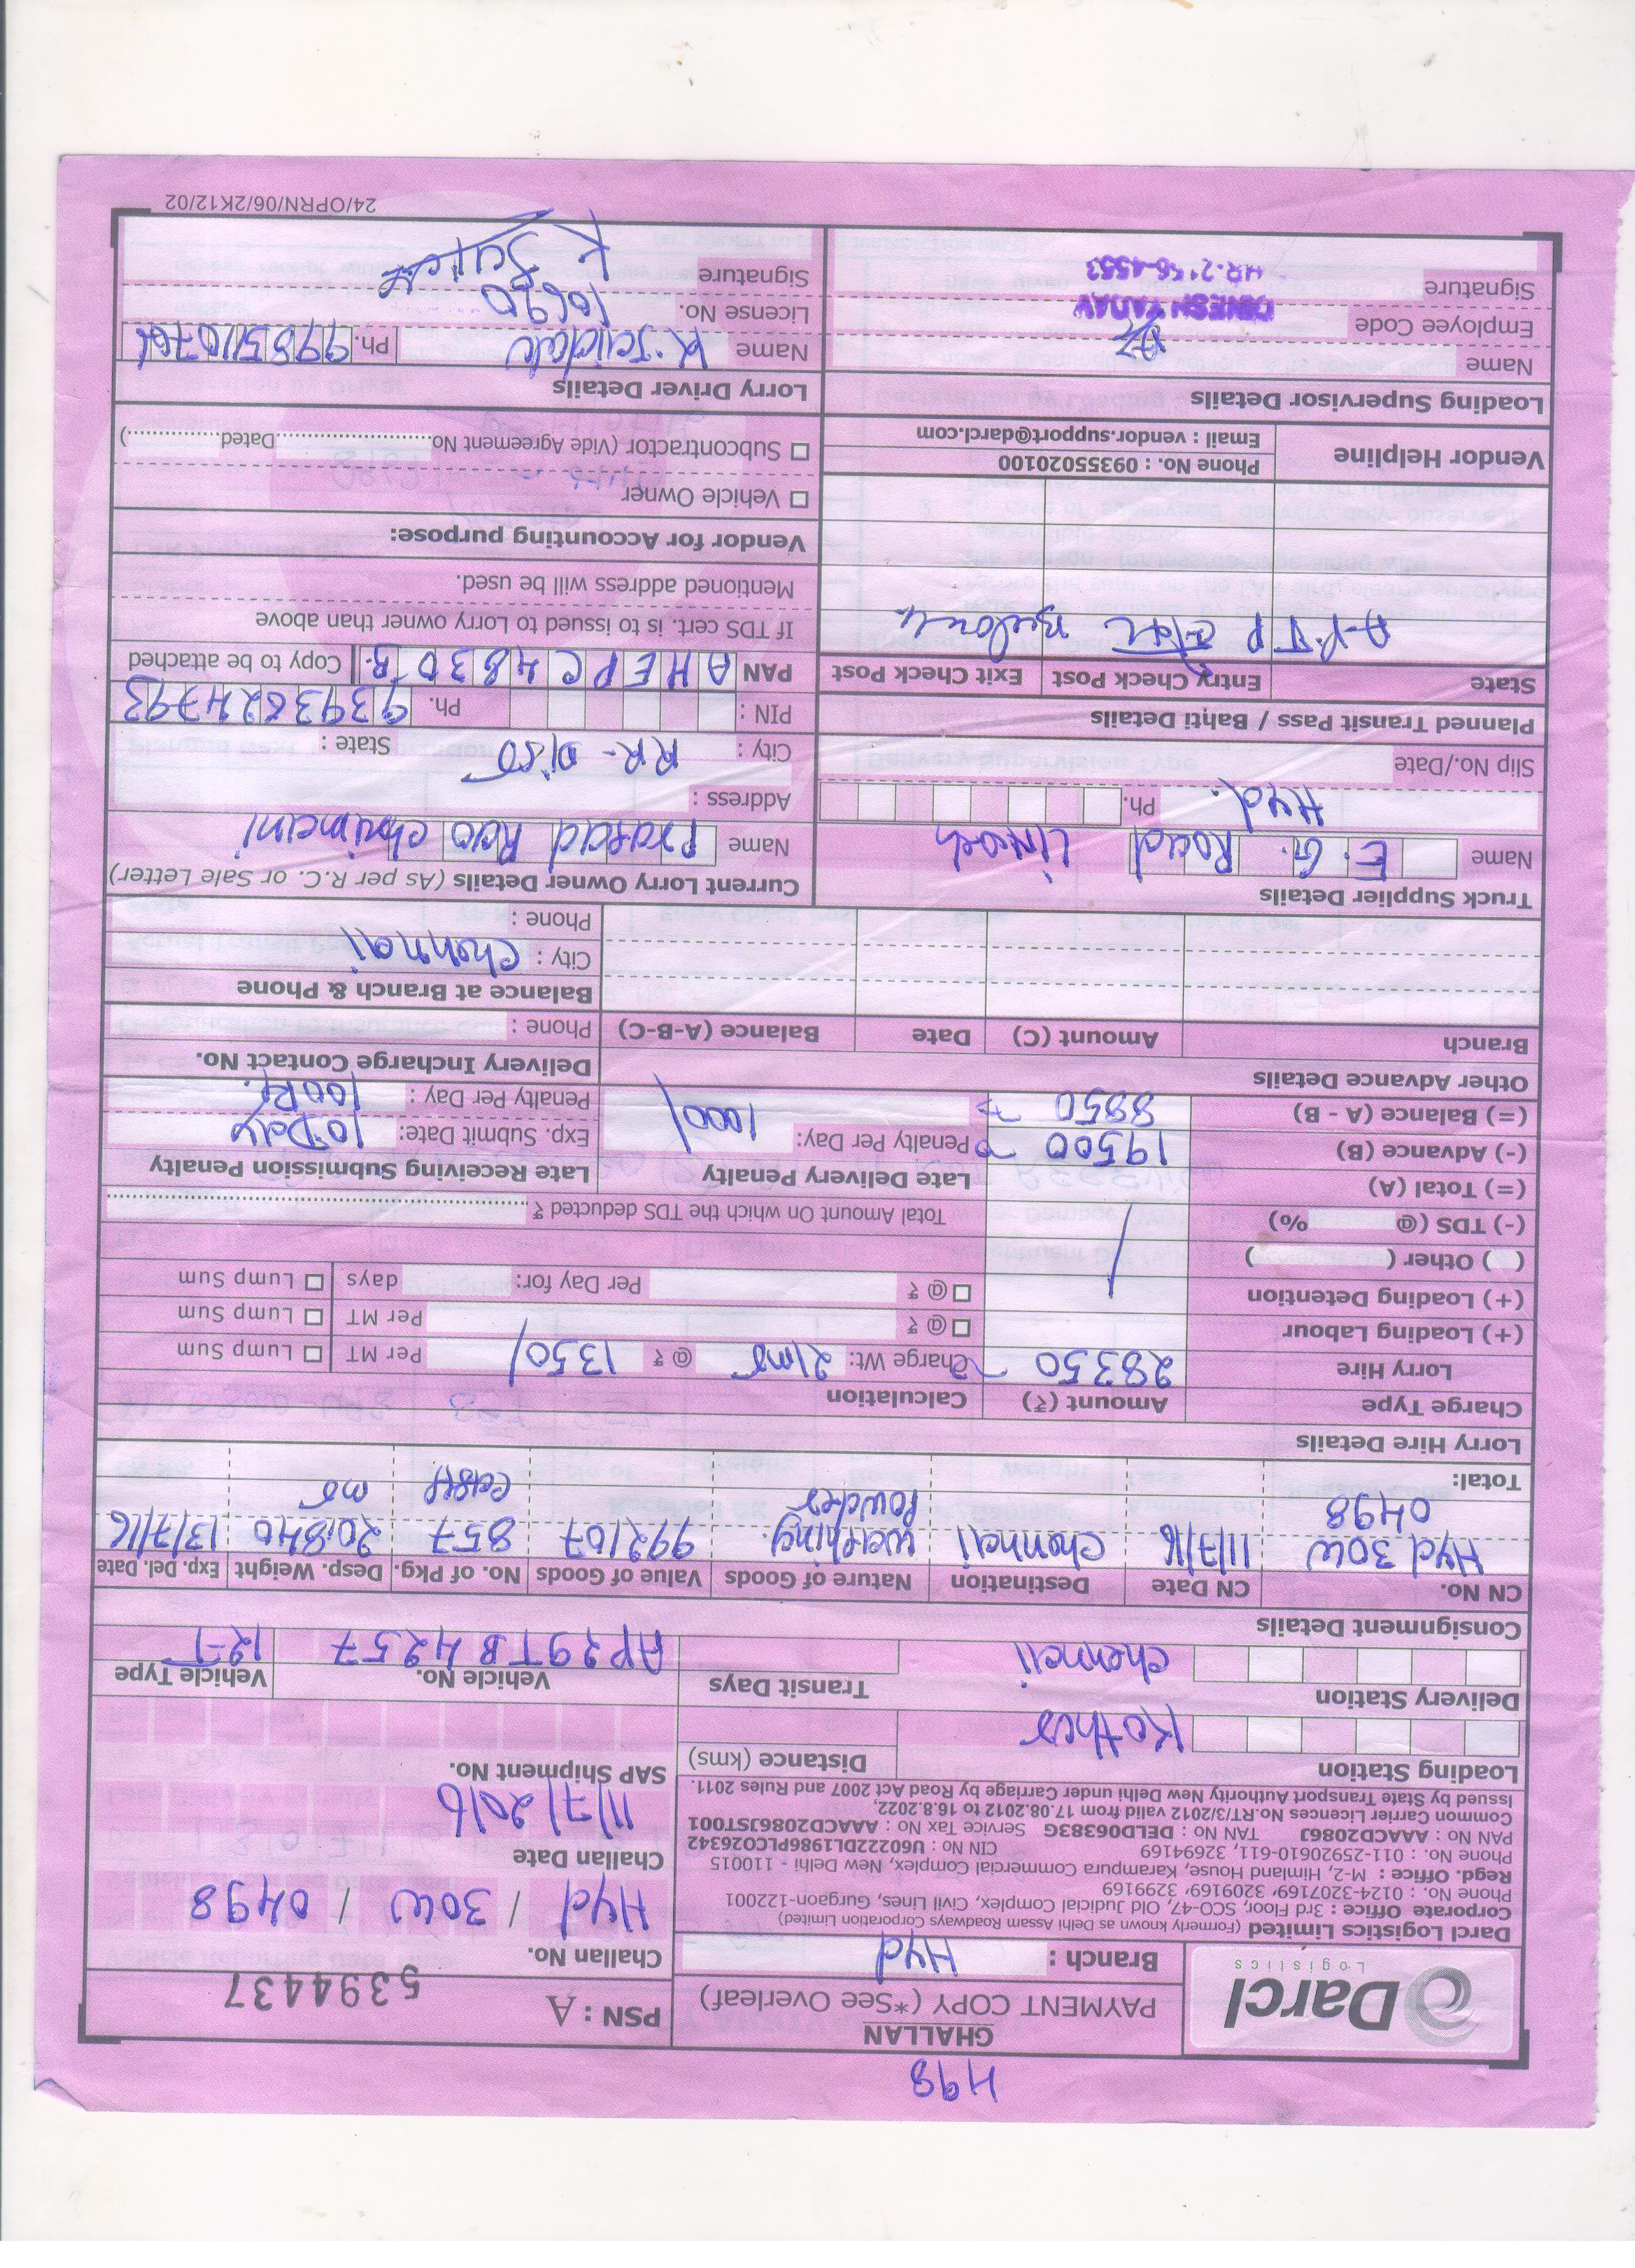 498
Darcl
Logistics
CHALLAN
PAYMENT COPY (*See Overleaf)
Branch : Hyd
PSN : A 5394437
Darcl Logistics Limited (Formerly known as Delhi Assam Roadways Corporation Limited)
Corporate Office : 3rd Floor, SCO-47, Old Judicial Complex, Civil Lines, Gurgaon-122001
Phone No. : 0124-3207169, 3209169, 3299169
Regd. Office : M-2, Himland House, Karampura Commercial Complex, New Delhi - 110015
Phone No. : 011-25920610-611, 32694169 CIN No : U60222DL1986PLC026342
PAN No : AAACD2086J TAN No : DELD06383G Service Tax No : AAACD2086JST001
Common Carrier Licences No.RT/3/2012 valid from 17.08.2012 to 16.8.2022,
Issued by State Transport Authority New Delhi under Carriage by Road Act 2007 and Rules 2011.
Challan No.
Hyd / 30W / 0498
Challan Date
11/7/2016
SAP Shipment No.
Loading Station Kothur
Distance (kms)
Delivery Station Chennai
Transit Days
Vehicle No. Vehicle Type
AP29TB4257 12-T
Consignment Details
CN No. CN Date Destination Nature of Goods Value of Goods No. of Pkg. Desp. Weight Exp. Del. Date
Hyd 30W 11/7/16 Chennai washing 992107 857 20.840 13/7/16
0498 Powder mt
Total:
Lorry Hire Details
Charge Type Amount (₹) Calculation
Lorry Hire 28350 Charge Wt: 21mt @ ₹ 1350/ Per MT Lump Sum
(+) Loading Labour @ ₹ Per MT Lump Sum
(+) Loading Detention @ ₹ Per Day for: days Lump Sum
( ) Other ( )
(-) TDS (@ %) Total Amount On which the TDS deducted ₹
(=) Total (A) Late Delivery Penalty Late Receiving Submission Penalty
(-) Advance (B) 19500 Penalty Per Day: 1000/ Exp. Submit Date: 10 Day
(=) Balance (A - B) 8850 Penalty Per Day : 100
Other Advance Details Delivery Incharge Contact No.
Branch Amount (C) Date Balance (A-B-C) Phone :
Balance at Branch & Phone
City : Chennai
Phone :
Truck Supplier Details
Name E. G. Road Lines
Hyd. Ph.
Slip No./Date
Current Lorry Owner Details (As per R.C. or Sale Letter)
Name Prasad Rao
Address :
City : RR-Dist State :
PIN : Ph. 9393624793
PAN AHEPC4830B. Copy to be attached
If TDS cert. is to issued to Lorry owner than above
Mentioned address will be used.
Planned Transit Pass / Bahti Details
State Entry Check Post Exit Check Post
Vendor for Accounting purpose:
Vehicle Owner
Subcontractor (Vide Agreement No. Dated )
Vendor Helpline
Phone No. : 09355020100
Email : vendor.support@darcl.com
Loading Supervisor Details
Name
Employee Code DINESH YADAV
Signature HR-2156-4553
Lorry Driver Details
Name Ph.
License No. 10690
Signature
24/OPRN/06/2K12/02